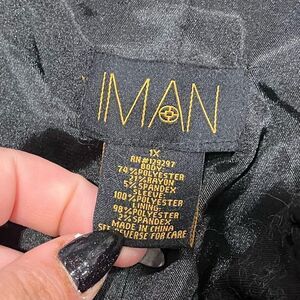 IMAN
1X
RN#129297
BODY:
74%POLYESTER
21%RAYON
5%SPANDEX
SLEEVE:
100%POLYESTER
LINING:
98%POLYESTER
2%SPANDEX
MADE IN CHINA
SEE REVERSE FOR CARE